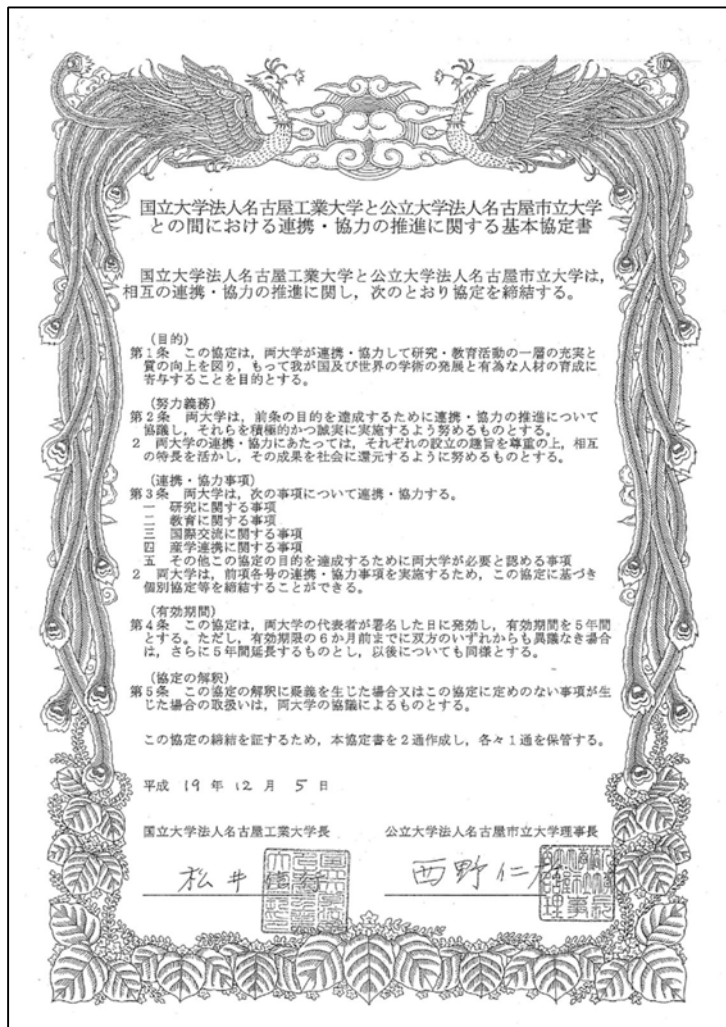 国立大学法人名古屋工業大学と公立大学法人名古屋市立大学
との間における連携・協力の推進に関する基本協定書
国立大学法人名古屋工業大学と公立大学法人名古屋市立大学は，
相互の連携・協力の推進に関し，次のとおり協定を締結する。
（目的）
第１条　この協定は，両大学が連携・協力して研究・教育活動の一層の充実と
質の向上を図り，もって我が国及び世界の学術の発展と有為な人材の育成に
寄与することを目的とする。
（努力義務）
第２条　両大学は，前条の目的を達成するために連携・協力の推進について
協議し，それらを積極的かつ誠実に実施するよう努めるものとする。
２　両大学の連携・協力にあたっては，それぞれの設立の趣旨を尊重の上，相互
の特長を活かし，その成果を社会に還元するように努めるものとする。
（連携・協力事項）
第３条　両大学は，次の事項について連携・協力する。
一　研究に関する事項
二　教育に関する事項
三　国際交流に関する事項
四　産学連携に関する事項
五　その他この協定の目的を達成するために両大学が必要と認める事項
２　両大学は，前項各号の連携・協力事項を実施するため，この協定に基づき
個別協定等を締結することができる。
（有効期間）
第４条　この協定は，両大学の代表者が署名した日に発効し，有効期間を５年間
とする。ただし，有効期限の６か月前までに双方のいずれからも異議なき場合
は，さらに５年間延長するものとし，以後についても同様とする。
（協定の解釈）
第５条　この協定の解釈に疑義を生じた場合又はこの協定に定めのない事項が生
じた場合の取扱いは，両大学の協議によるものとする。
この協定の締結を証するため，本協定書を２通作成し，各々１通を保管する。
平成 19 年 12 月 5 日
国立大学法人名古屋工業大学長　公立大学法人名古屋市立大学理事長
松井　西野仁